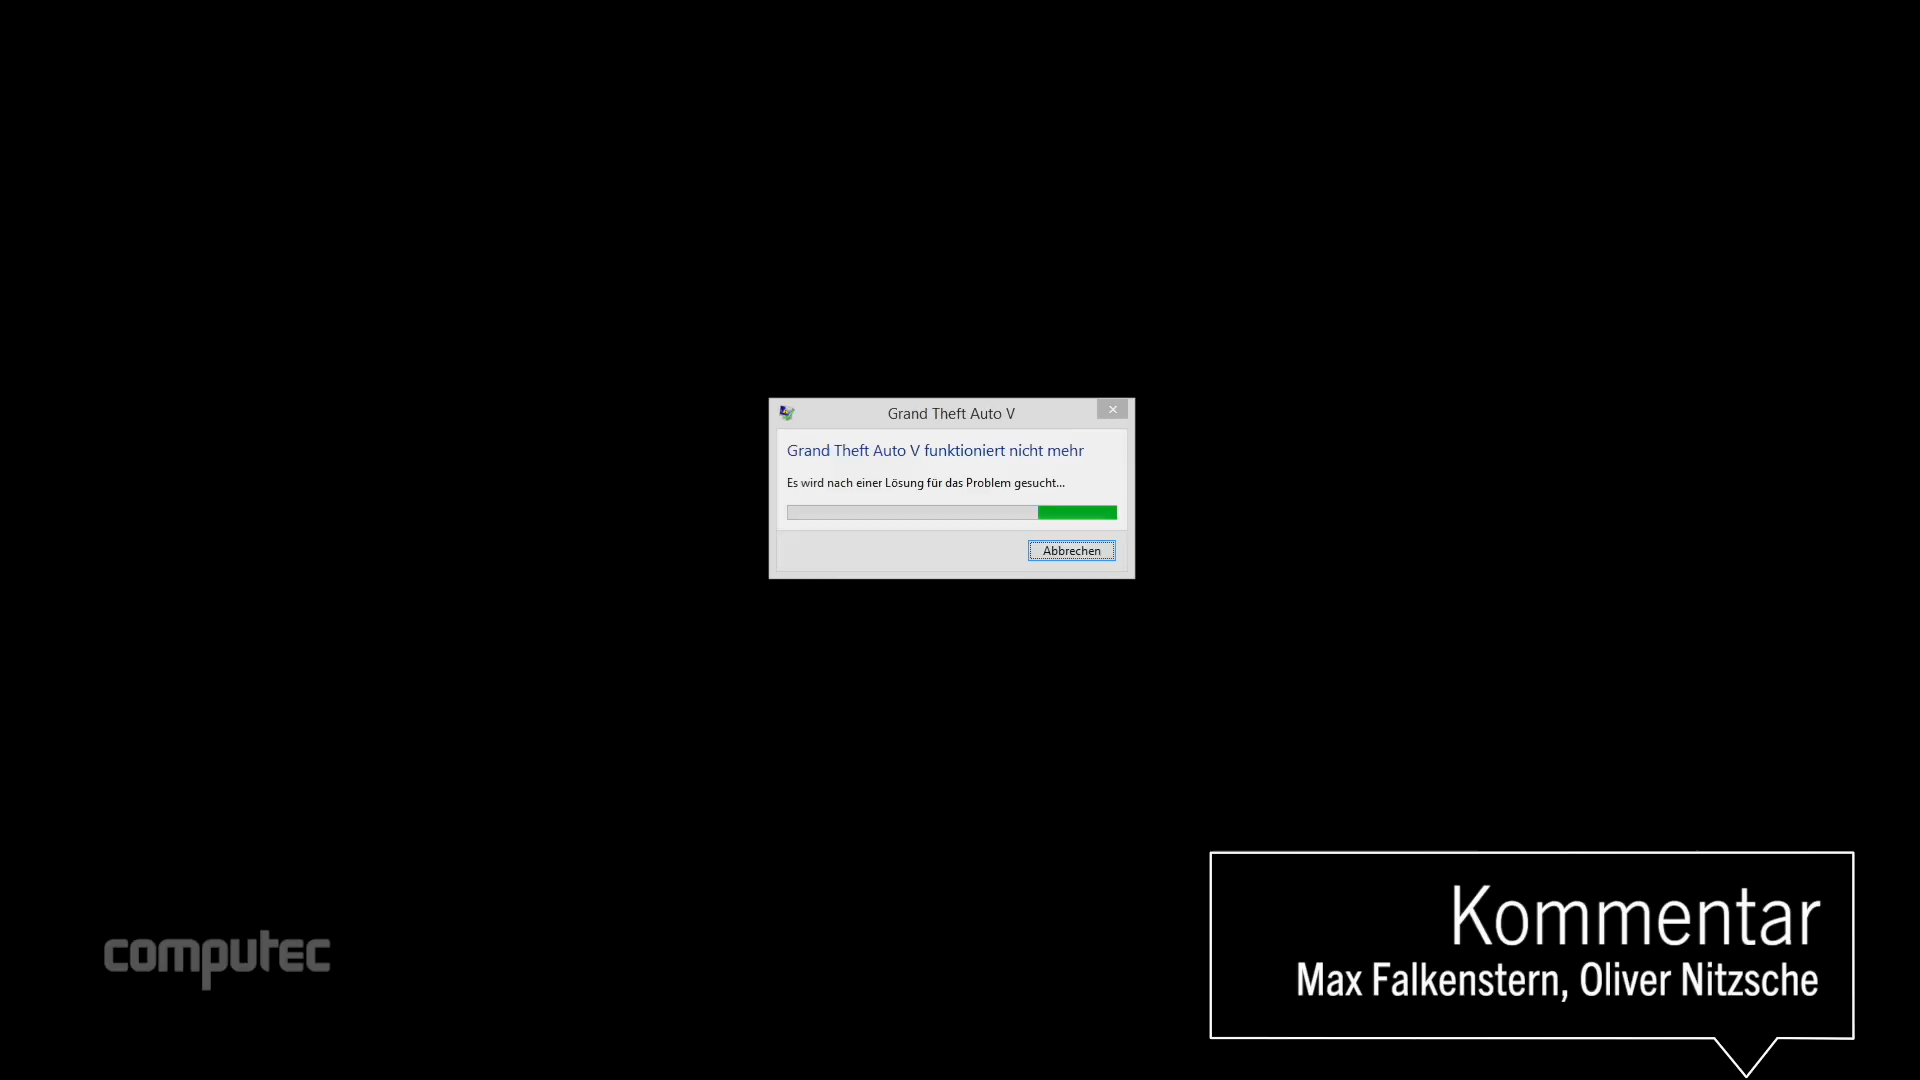 Grand Theft Auto V
Grand Theft Auto V funktioniert nicht mehr
Es wird nach einer Lösung für das Problem gesucht...
Abbrechen
Kommentar
Max Falkenstern, Oliver Nitzsche
computec